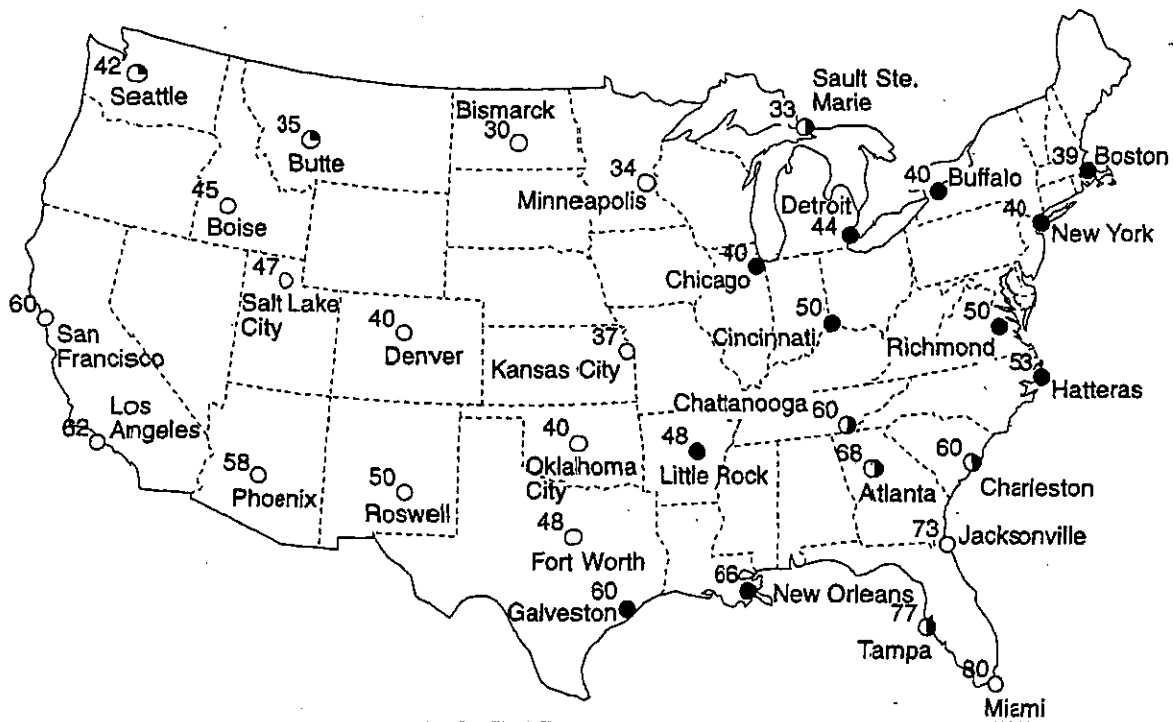 42
Seattle
35
Butte
Bismarck
30
34
Minneapolis
Sault Ste.
Marie
33
39
Boston
40
Buffalo
Detroit
44
40
New York
45
Boise
47
Salt Lake
City
40
Chicago
60
San
Francisco
40
Denver
37
Kansas City
50
Cincinnati
50
Richmond
53
Hatteras
Los
Angeles
62
Chattanooga
60
40
Oklahoma
City
48
Little Rock
68
Atlanta
60
Charleston
58
Phoenix
50
Roswell
48
Fort Worth
73
Jacksonville
60
Galveston
66
New Orleans
77
Tampa
80
Miami